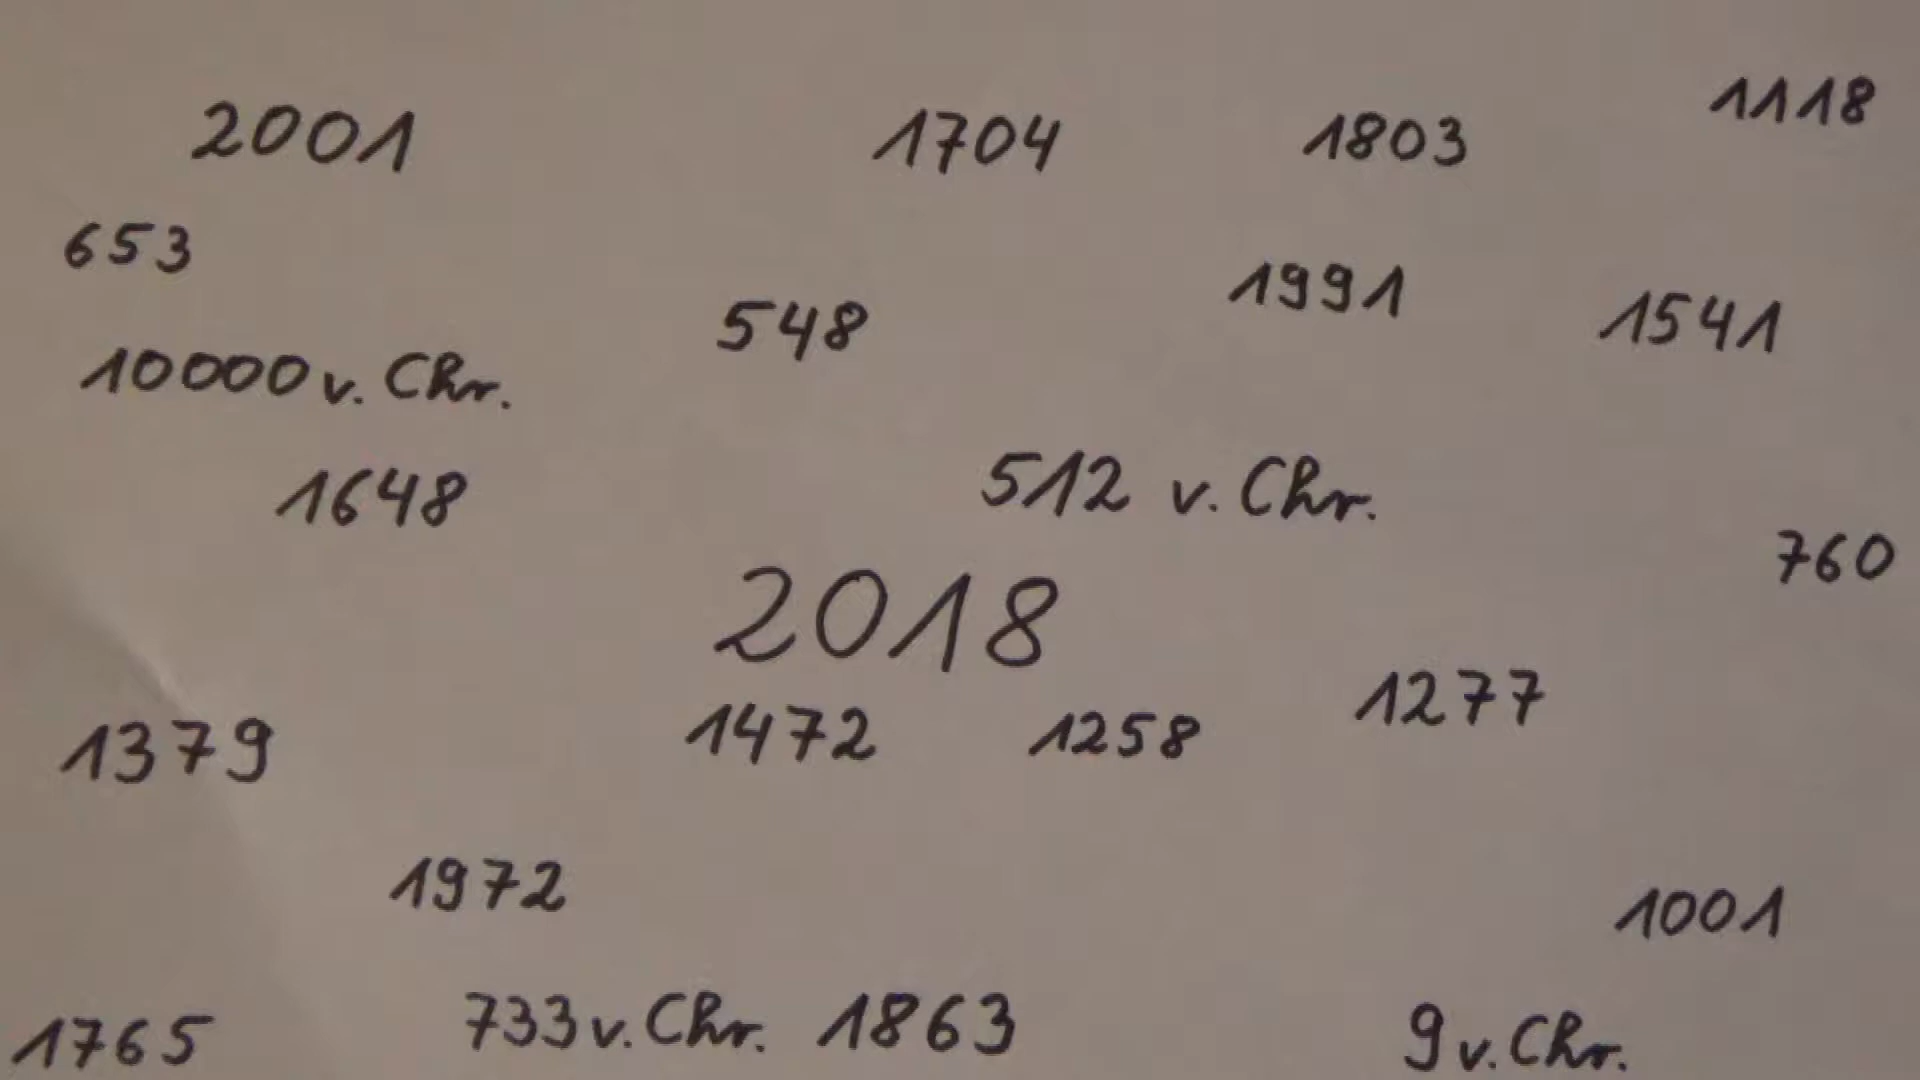 1118
2001 1704 1803
653
1991
548 1541
10000 v. Chr.
1648 512 v. Chr.
760
2018
1277
1379 1472 1258
1972
1001
1765 733 v. Chr. 1863 9 v. Chr.